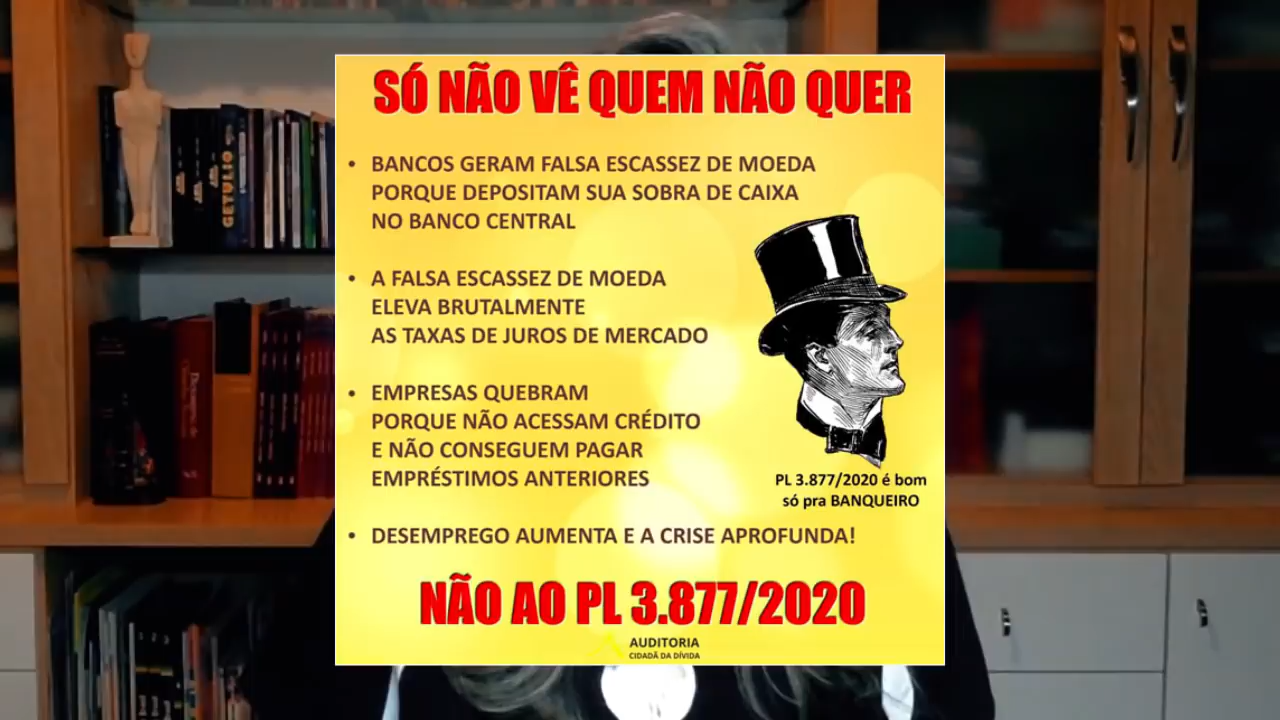 SÓ NÃO VÊ QUEM NÃO QUER
• BANCOS GERAM FALSA ESCASSEZ DE MOEDA
PORQUE DEPOSITAM SUA SOBRA DE CAIXA
NO BANCO CENTRAL
• A FALSA ESCASSEZ DE MOEDA
ELEVA BRUTALMENTE
AS TAXAS DE JUROS DE MERCADO
• EMPRESAS QUEBRAM
PORQUE NÃO ACESSAM CRÉDITO
E NÃO CONSEGUEM PAGAR
EMPRÉSTIMOS ANTERIORES
PL 3.877/2020 é bom
só pra BANQUEIRO
• DESEMPREGO AUMENTA E A CRISE APROFUNDA!
NÃO AO PL 3.877/2020
AUDITORIA
CIDADÃ DA DÍVIDA
GETÚLIO